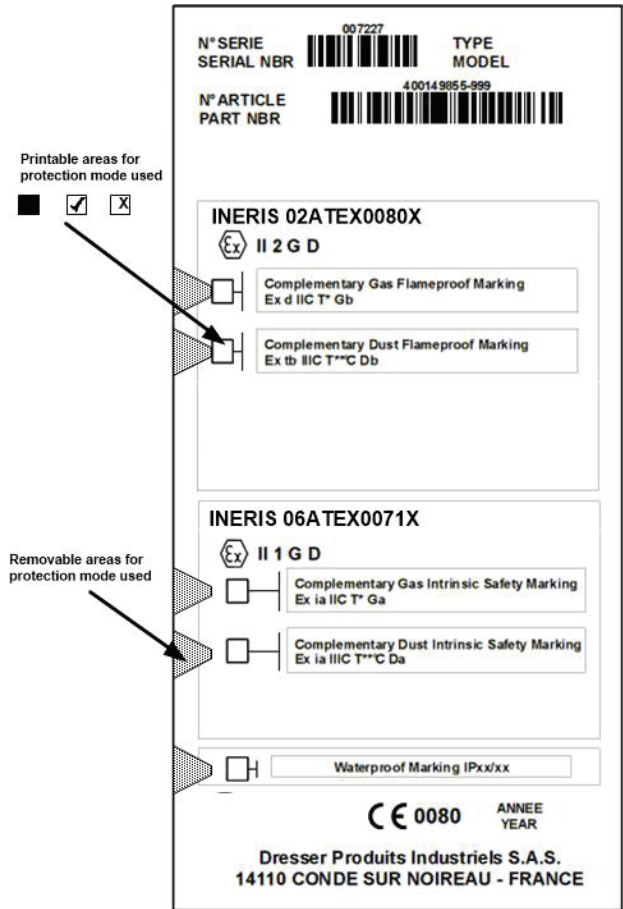 007227
N° SERIE
SERIAL NBR
TYPE
MODEL
400149855-999
N° ARTICLE
PART NBR
Printable areas for
protection mode used
X
INERIS 02ATEX0080X
Ex II 2 G D
Complementary Gas Flameproof Marking
Ex d IIC T* Gb
Complementary Dust Flameproof Marking
Ex tb IIIC T**°C Db
INERIS 06ATEX0071X
Ex II 1 G D
Removable areas for
protection mode used
Complementary Gas Intrinsic Safety Marking
Ex ia IIC T* Ga
Complementary Dust Intrinsic Safety Marking
Ex ia IIIC T**°C Da
Waterproof Marking IPxx/xx
CE 0080
ANNEE
YEAR
Dresser Produits Industriels S.A.S.
14110 CONDE SUR NOIREAU - FRANCE